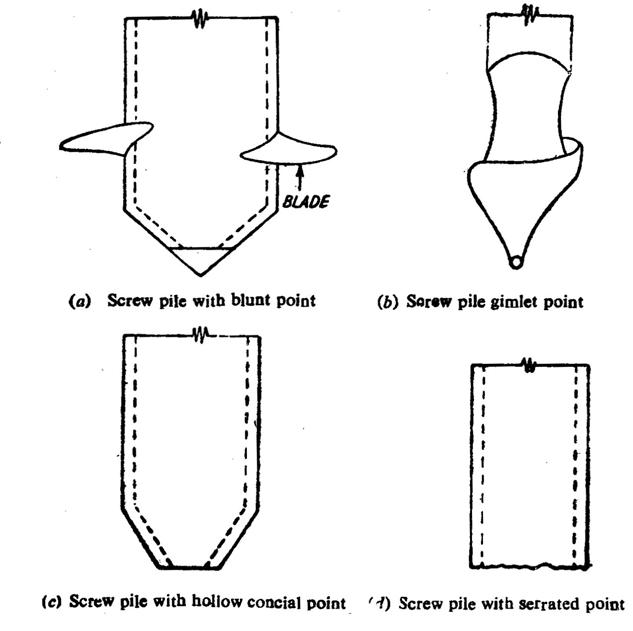 BLADE
(a) Screw pile with blunt point
(b) Screw pile gimlet point
(c) Screw pile with hollow concial point
(d) Screw pile with serrated point